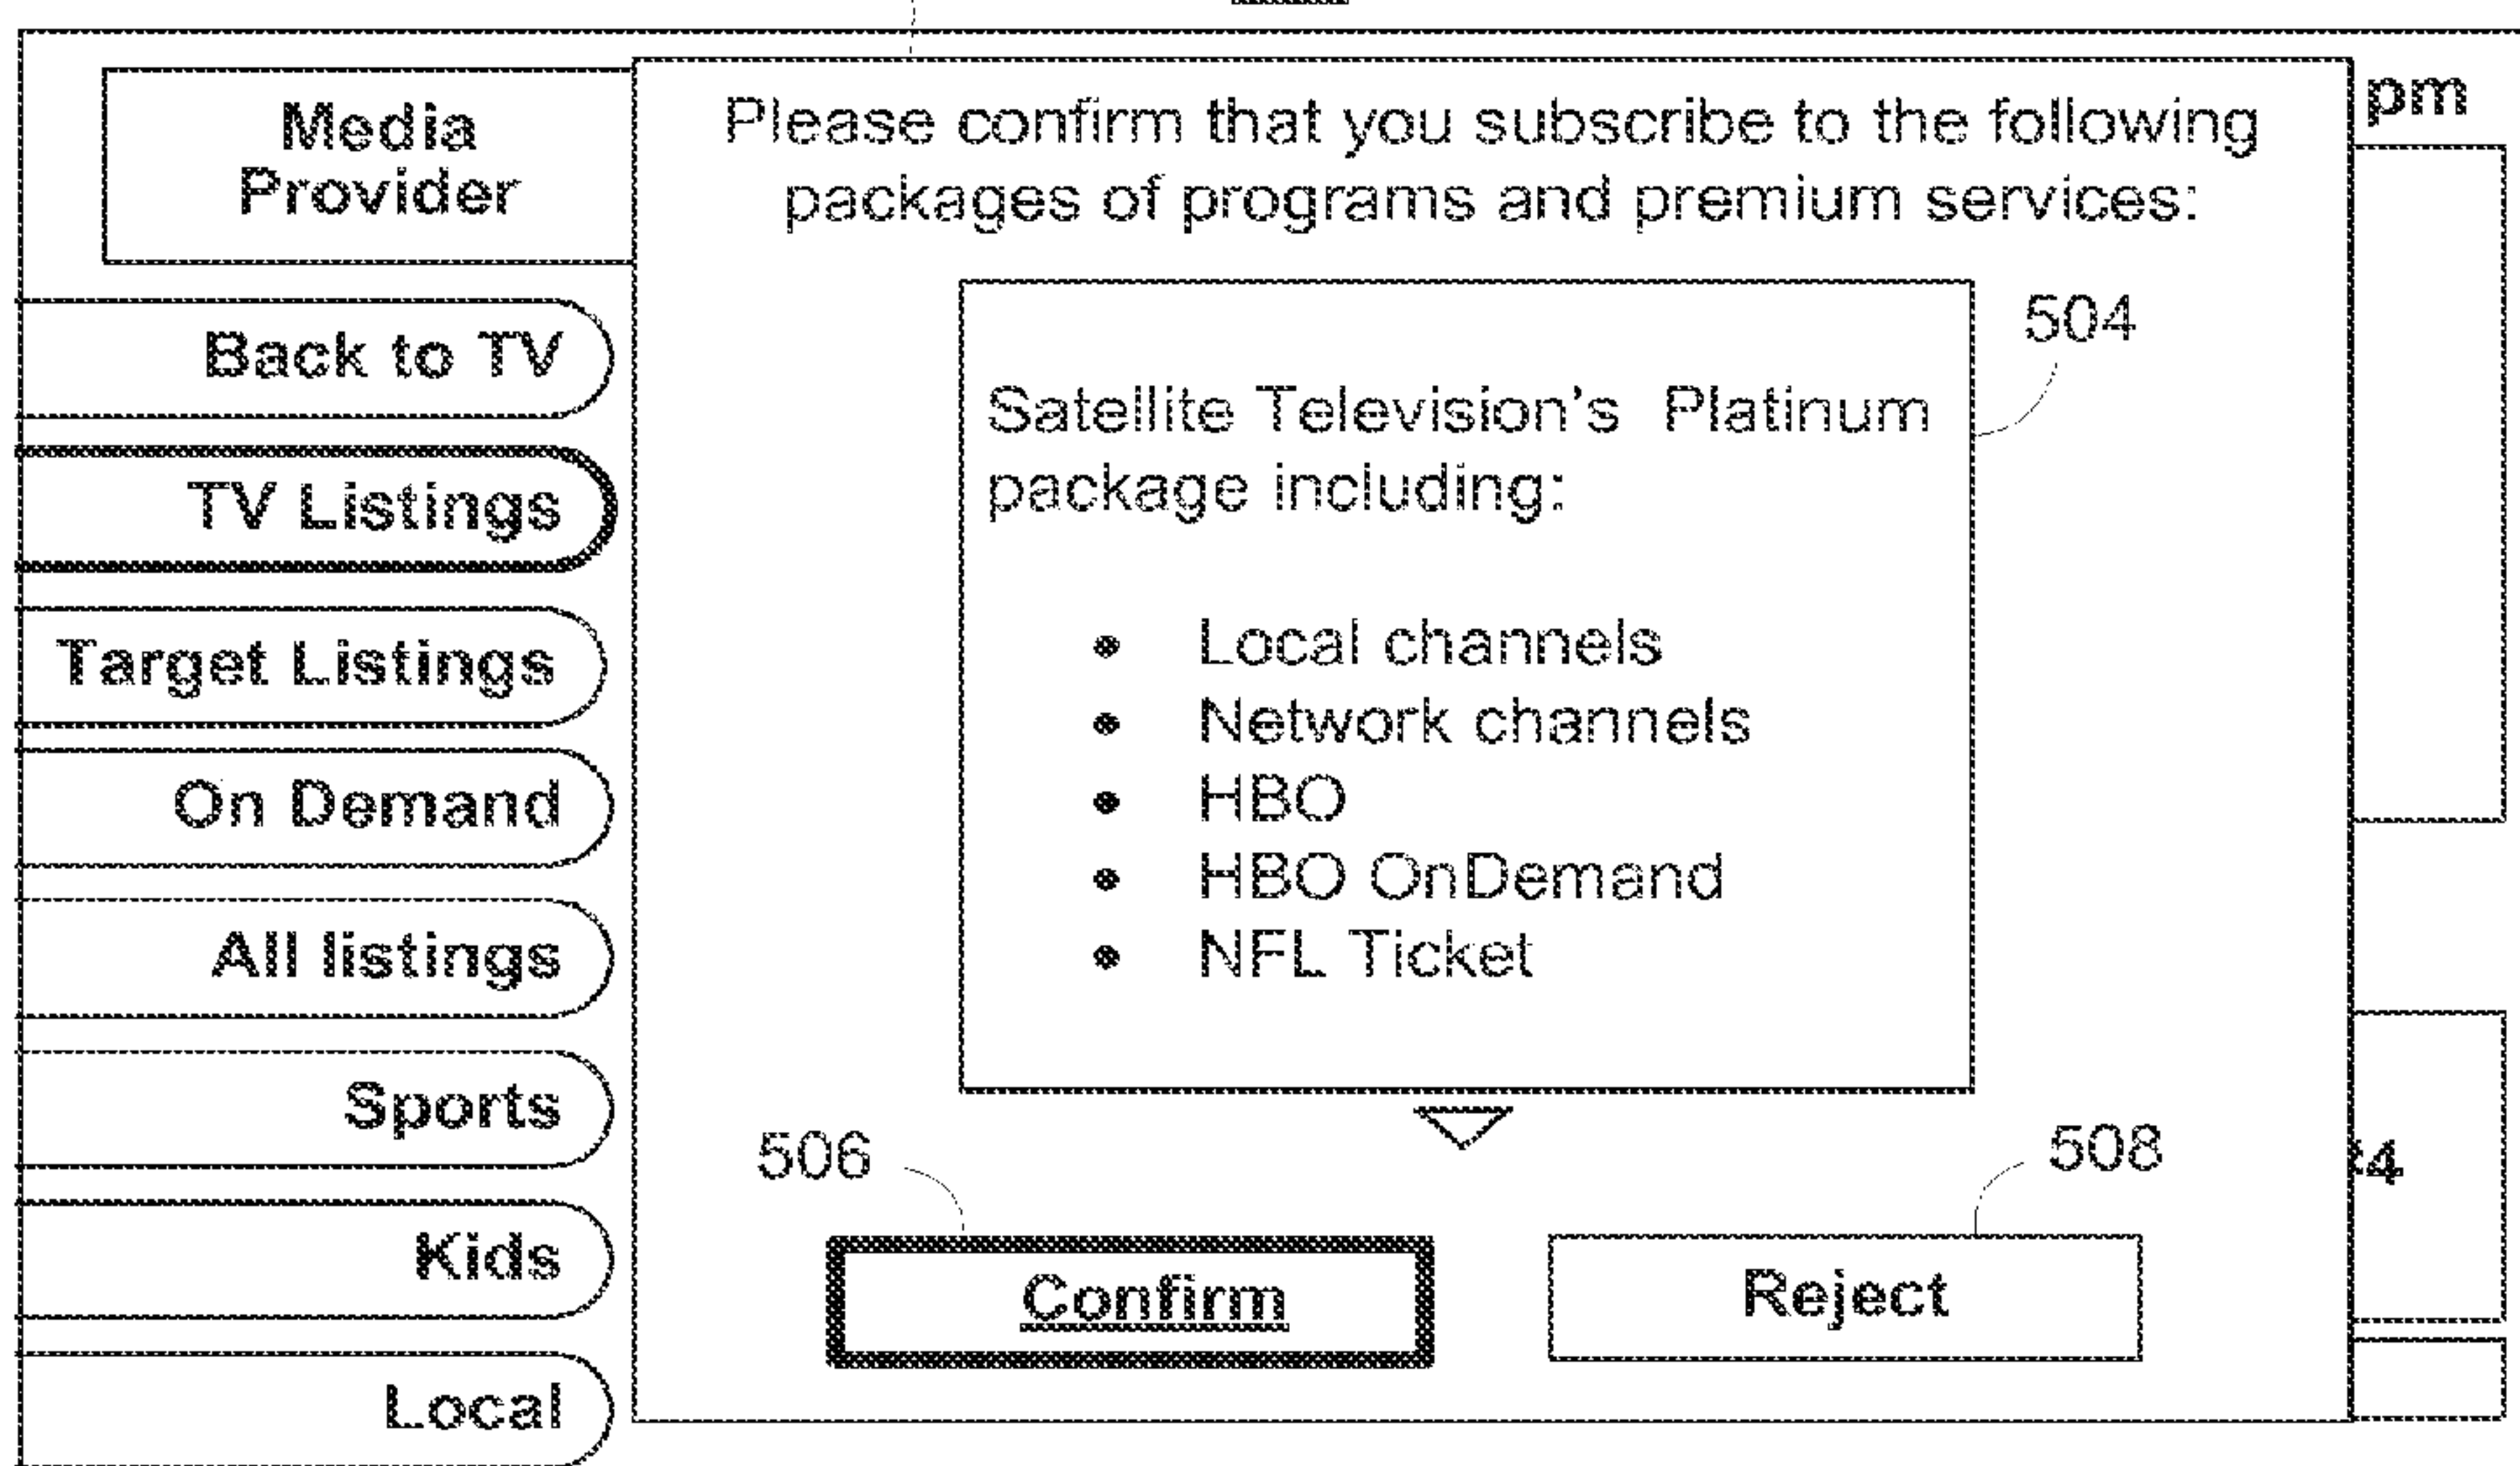 Media
Provider
Back to TV
TV Listings
Target Listings
On Demand
All listings
Sports
Kids
Local
Please confirm that you subscribe to the following
packages of programs and premium services:
504
Satellite Television's Platinum
package including:
• Local channels
• Network channels
• HBO
• HBO OnDemand
• NFL Ticket
506
508
Confirm
Reject
pm
4